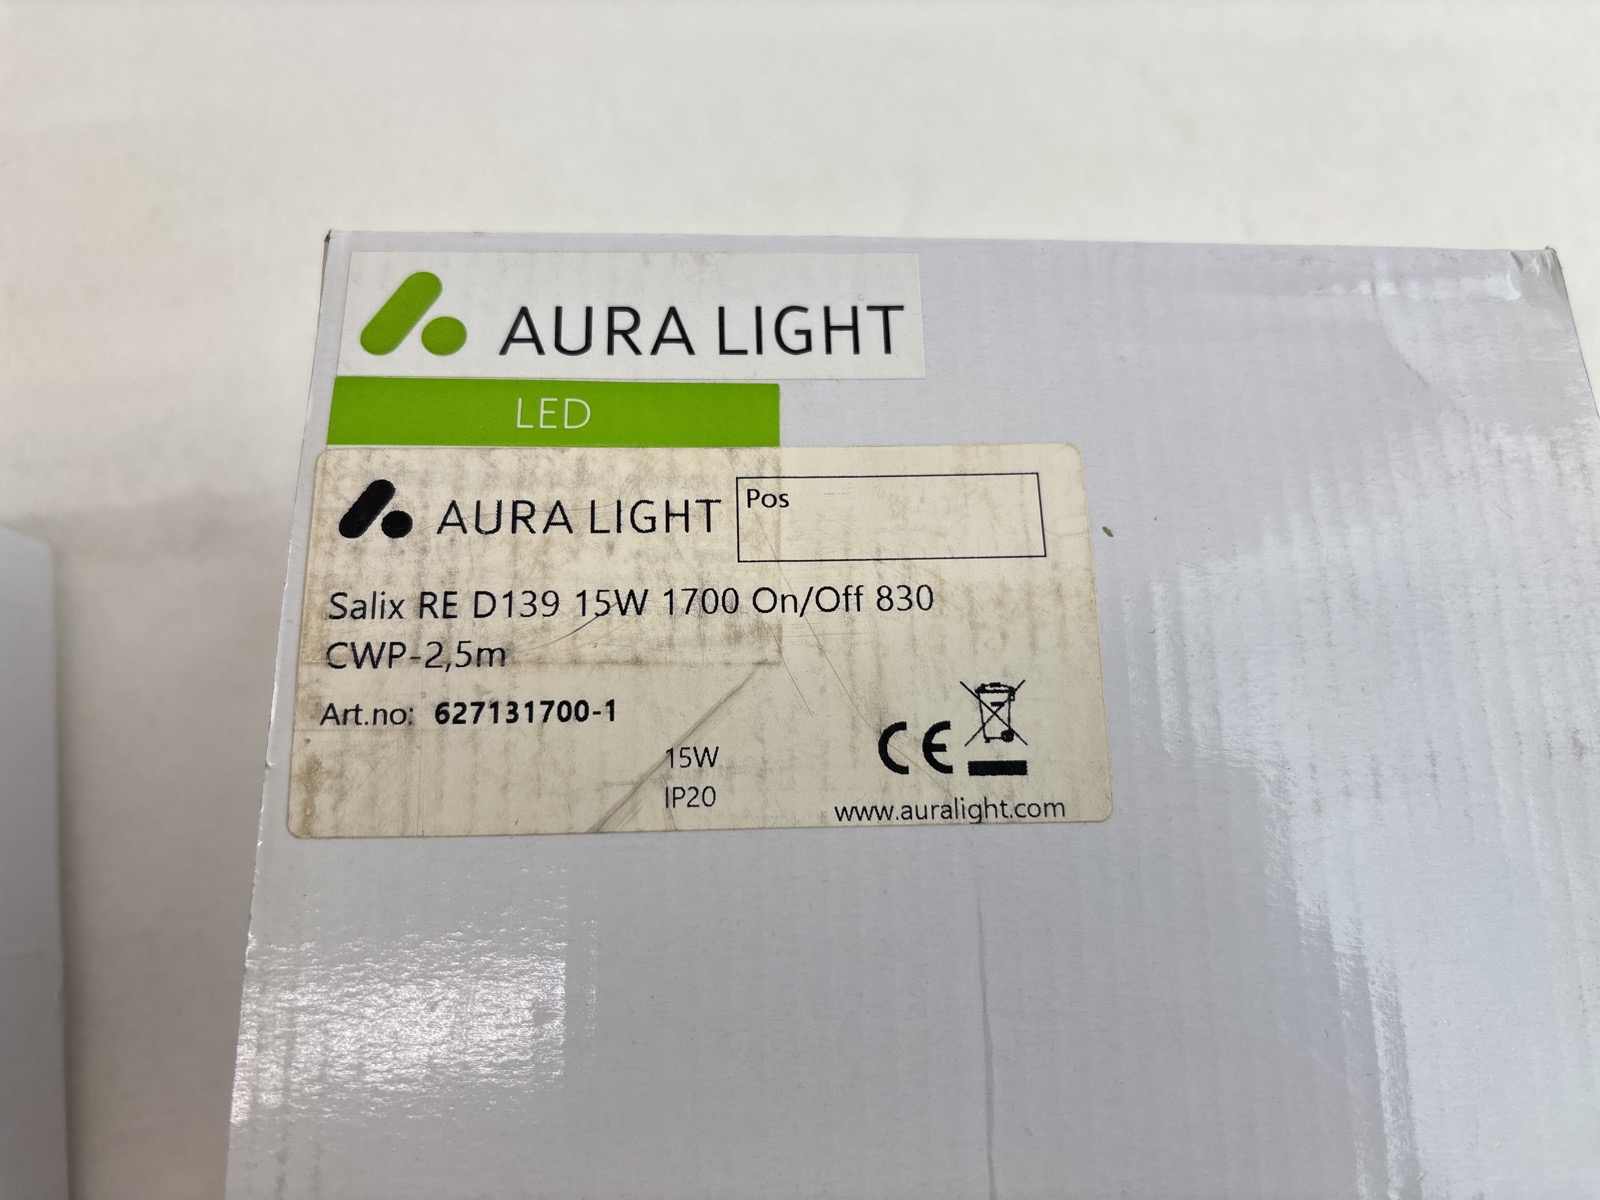 AURA LIGHT
LED
AURA LIGHT
Pos
Salix RE D139 15W 1700 On/Off 830
CWP-2,5m
Art.no: 627131700-1
15W
IP20
CE
www.auralight.com